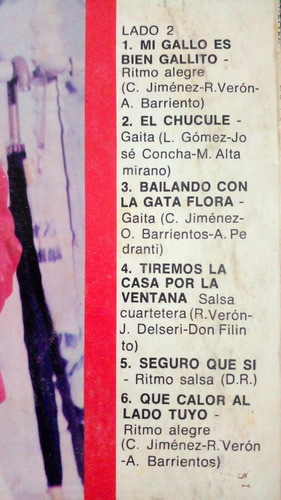 LADO 2
1. MI GALLO ES
BIEN GALLITO -
Ritmo alegre
(C. Jiménez-R.Verón-
A. Barriento)
2. EL CHUCULE -
Gaita (L. Gómez-Jo
sé Concha-M. Alta
mirano)
3. BAILANDO CON
LA GATA FLORA -
Gaita (C. Jiménez-
O. Barrientos-A. Pe
dranti)
4. TIREMOS LA
CASA POR LA
VENTANA Salsa
cuartetera (R.Verón-
J. Delseri-Don Filin
to)
5. SEGURO QUE SI
- Ritmo salsa (D.R.)
6. QUE CALOR AL
LADO TUYO -
Ritmo alegre
(C. Jiménez-R. Verón
-A. Barrientos)